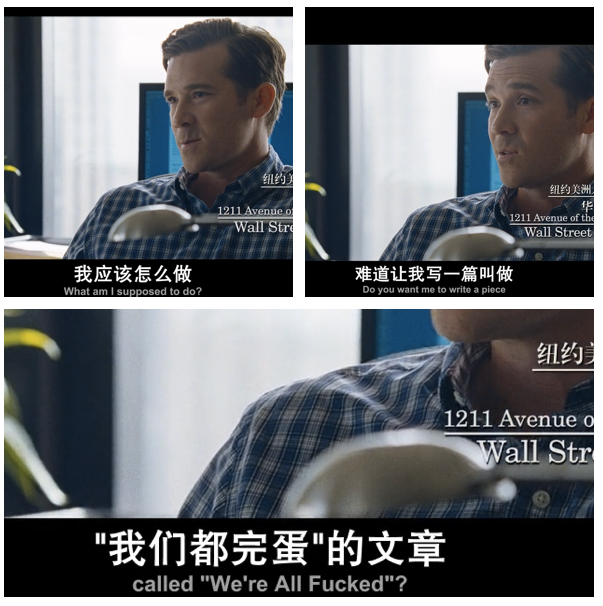 纽约美
1211 Avenue o
Wall Stre
我应该怎么做
What am I supposed to do?
纽约美洲
华
1211 Avenue of the
Wall Street
难道让我写一篇叫做
Do you want me to write a piece
纽约美
1211 Avenue o
Wall Stre
"我们都完蛋"的文章
called "We're All Fucked"?